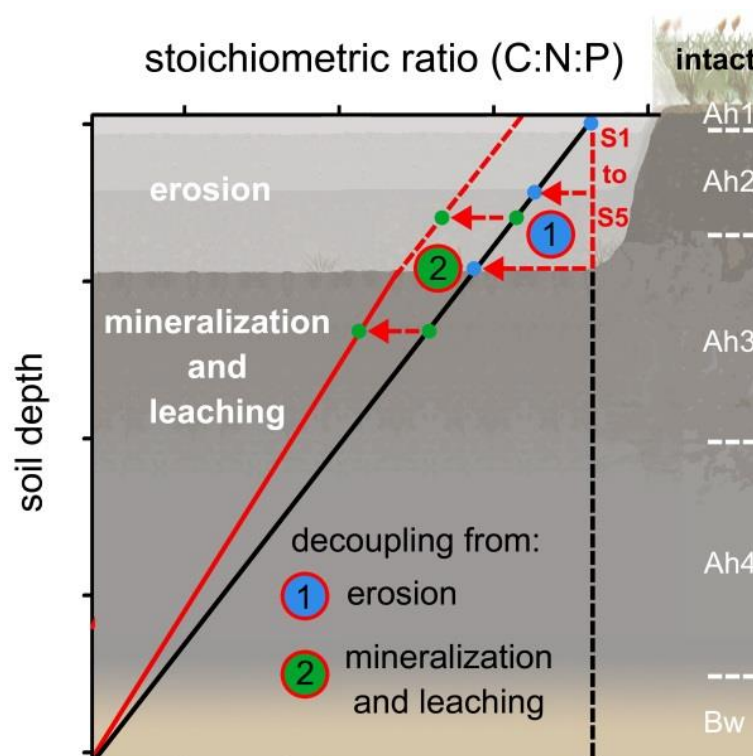 stoichiometric ratio (C:N:P)
intact
Ah1
S1
to
S5
Ah2
erosion
1
2
mineralization
and
leaching
Ah3
soil depth
decoupling from:
1 erosion
2 mineralization
and leaching
Ah4
Bw